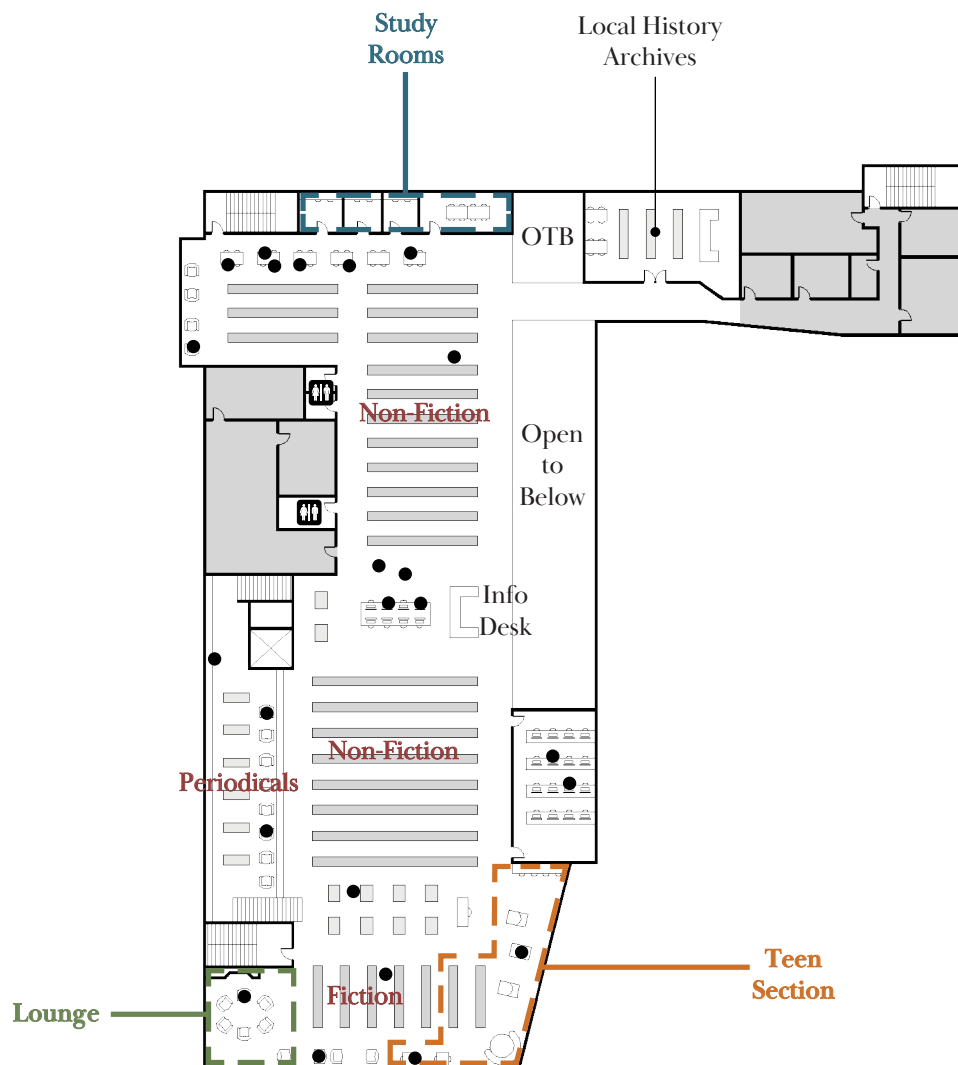 Study
Rooms
Local History
Archives
OTB
Non-Fiction
Open
to
Below
Info
Desk
Non-Fiction
Periodicals
Teen
Section
Fiction
Lounge